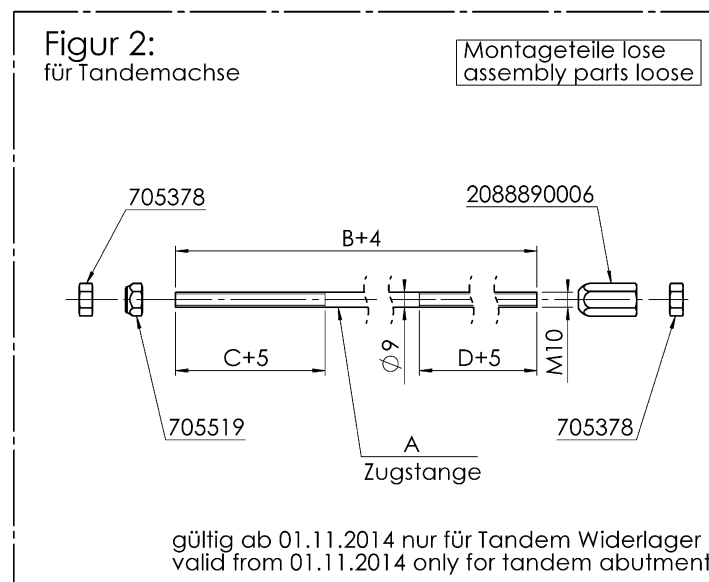 Figur 2:
für Tandemachse
Montageteile lose
assembly parts loose
705378
2088890006
B+4
C+5
Ø9
D+5
M10
705519
A
Zugstange
705378
gültig ab 01.11.2014 nur für Tandem Widerlager
valid from 01.11.2014 only for tandem abutment